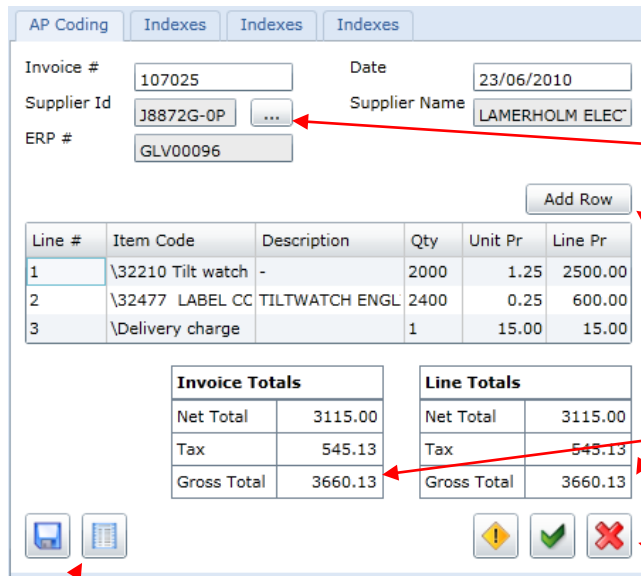 AP Coding Indexes Indexes Indexes
Invoice # 107025 Date 23/06/2010
Supplier Id J8872G-0P ... Supplier Name LAMERHOLM ELEC
ERP # GLV00096
Add Row
Line # Item Code Description Qty Unit Pr Line Pr
1 \32210 Tilt watch - 2000 1.25 2500.00
2 \32477 LABEL CC TILTWATCH ENGL 2400 0.25 600.00
3 \Delivery charge 1 15.00 15.00
Invoice Totals Line Totals
Net Total 3115.00 Net Total 3115.00
Tax 545.13 Tax 545.13
Gross Total 3660.13 Gross Total 3660.13